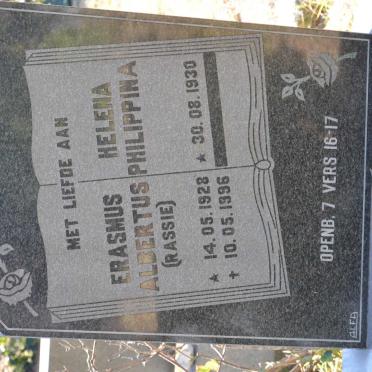 MET LIEFDE AAN
ERASMUS HELENA
ALBERTUS PHILIPPINA
(RASSIE)
★ 14.05.1928 ★ 30.08.1930
✝ 10.05.1996
OPENB. 7 VERS 16-17
ALFA